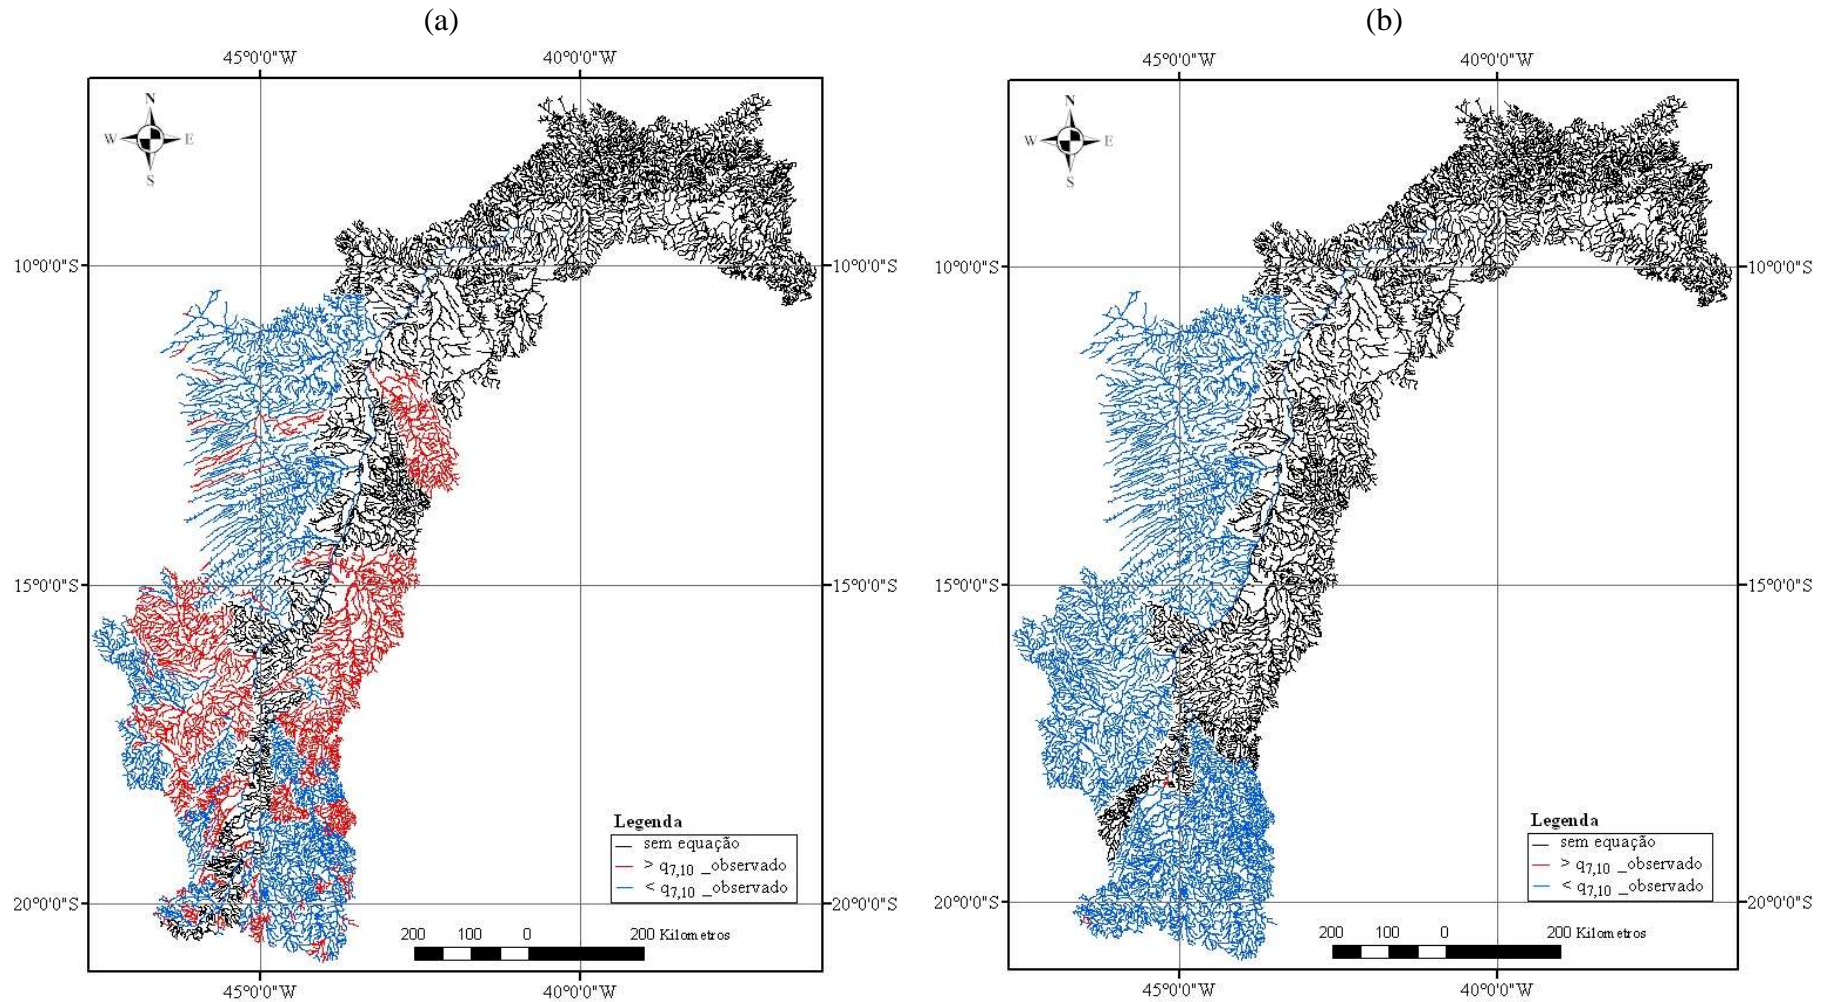 (a)
45°0'0"W 40°0'0"W
N
W E
S
10°0'0"S 10°0'0"S
15°0'0"S 15°0'0"S
20°0'0"S 20°0'0"S
Legenda
sem equação
> q7,10 _observado
< q7,10 _observado
200 100 0 200 Kilometros
45°0'0"W 40°0'0"W
(b)
45°0'0"W 40°0'0"W
N
W E
S
10°0'0"S 10°0'0"S
15°0'0"S 15°0'0"S
20°0'0"S 20°0'0"S
Legenda
sem equação
> q7,10 _observado
< q7,10 _observado
200 100 0 200 Kilometros
45°0'0"W 40°0'0"W